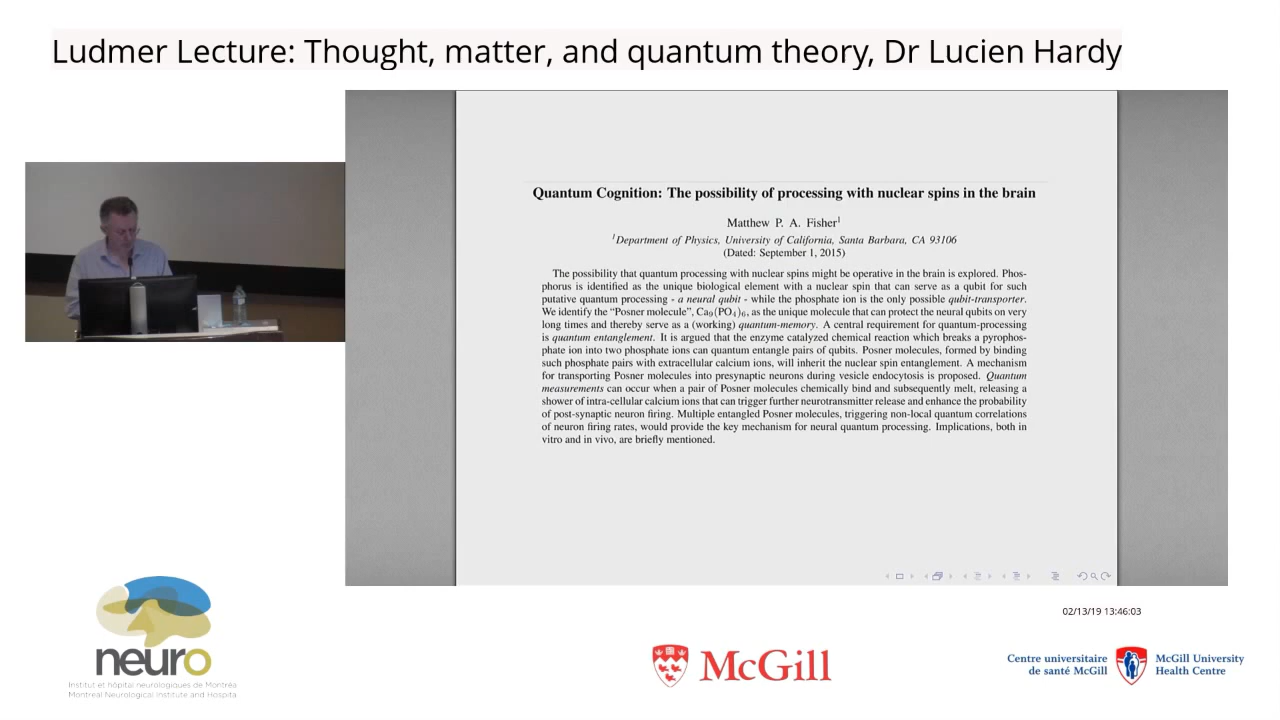 Ludmer Lecture: Thought, matter, and quantum theory, Dr Lucien Hardy
Quantum Cognition: The possibility of processing with nuclear spins in the brain
Matthew P. A. Fisher¹
¹Department of Physics, University of California, Santa Barbara, CA 93106
(Dated: September 1, 2015)
The possibility that quantum processing with nuclear spins might be operative in the brain is explored. Phos-
phorus is identified as the unique biological element with a nuclear spin that can serve as a qubit for such
putative quantum processing - a neural qubit - while the phosphate ion is the only possible qubit-transporter.
We identify the “Posner molecule”, Ca₉(PO₄)₆, as the unique molecule that can protect the neural qubits on very
long times and thereby serve as a (working) quantum-memory. A central requirement for quantum-processing
is quantum entanglement. It is argued that the enzyme catalyzed chemical reaction which breaks a pyrophos-
phate ion into two phosphate ions can quantum entangle pairs of qubits. Posner molecules, formed by binding
such phosphate pairs with extracellular calcium ions, will inherit the nuclear spin entanglement. A mechanism
for transporting Posner molecules into presynaptic neurons during vesicle endocytosis is proposed. Quantum
measurements can occur when a pair of Posner molecules chemically bind and subsequently melt, releasing a
shower of intra-cellular calcium ions that can trigger further neurotransmitter release and enhance the probability
of post-synaptic neuron firing. Multiple entangled Posner molecules, triggering non-local quantum correlations
of neuron firing rates, would provide the key mechanism for neural quantum processing. Implications, both in
vitro and in vivo, are briefly mentioned.
02/13/19 13:46:03
neuro
Institut et hôpital neurologiques de Montréal
Montreal Neurological Institute and Hospital
McGill
Centre universitaire
de santé McGill
McGill University
Health Centre